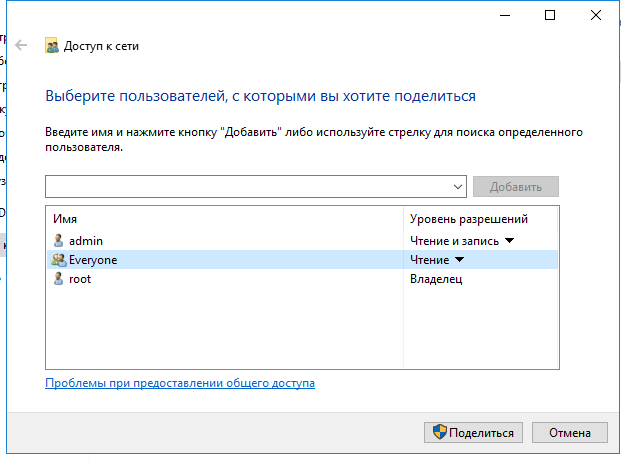 Доступ к сети
Выберите пользователей, с которыми вы хотите поделиться
Введите имя и нажмите кнопку "Добавить" либо используйте стрелку для поиска определенного
пользователя.
Добавить
Имя Уровень разрешений
admin Чтение и запись
Everyone Чтение
root Владелец
Проблемы при предоставлении общего доступа
Поделиться Отмена